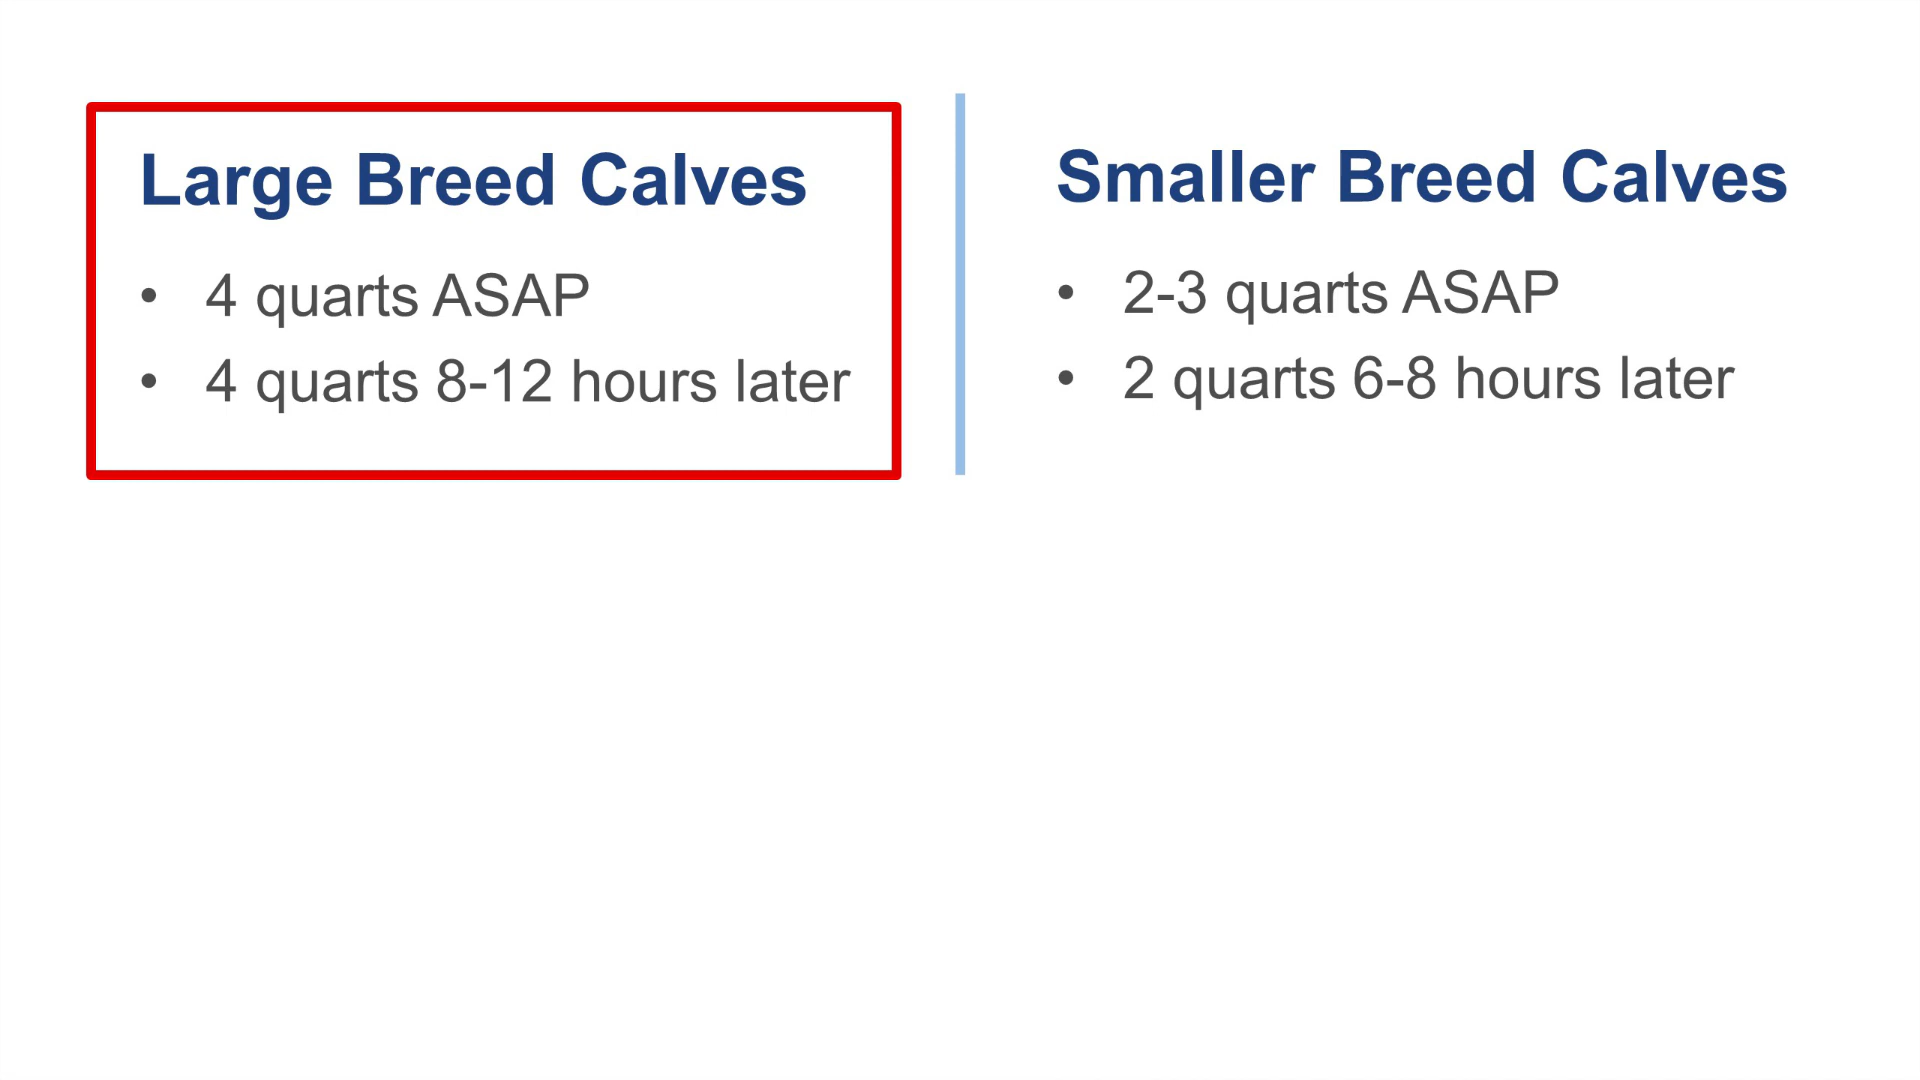 Large Breed Calves
• 4 quarts ASAP
• 4 quarts 8-12 hours later
Smaller Breed Calves
• 2-3 quarts ASAP
• 2 quarts 6-8 hours later